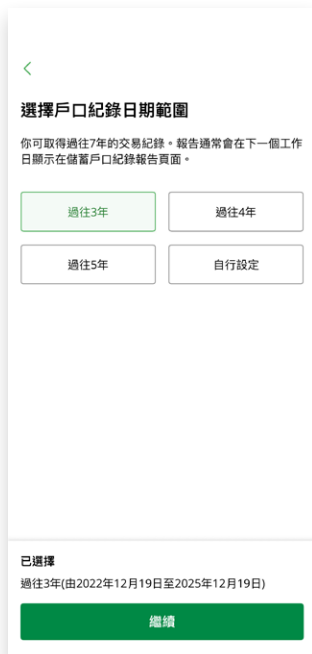 選擇戶口紀錄日期範圍
你可取得過往7年的交易紀錄。報告通常會在下一個工作
日顯示在儲蓄戶口紀錄報告頁面。
過往3年
過往4年
過往5年
自行設定
已選擇
過往3年(由2022年12月19日至2025年12月19日)
繼續